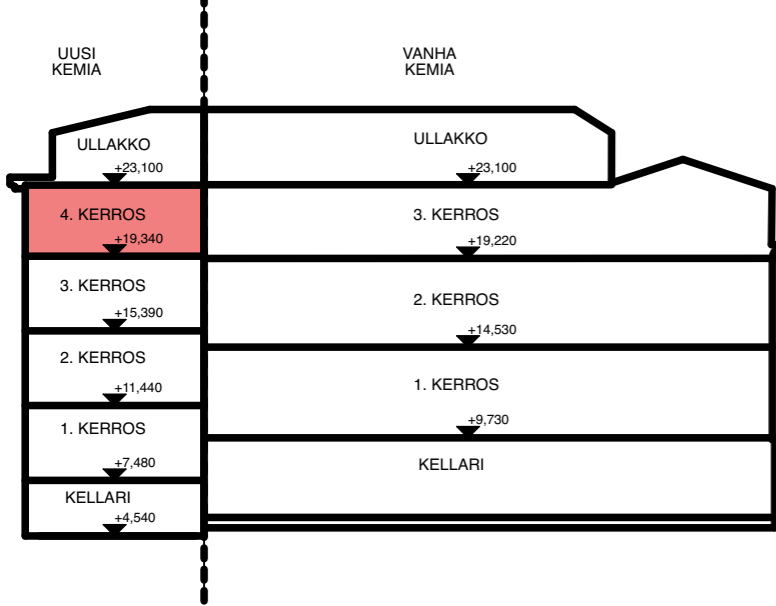 UUSI
KEMIA
VANHA
KEMIA
ULLAKKO
+23,100
ULLAKKO
+23,100
4. KERROS
+19,340
3. KERROS
+19,220
3. KERROS
+15,390
2. KERROS
+14,530
2. KERROS
+11,440
1. KERROS
+9,730
1. KERROS
+7,480
KELLARI
KELLARI
+4,540